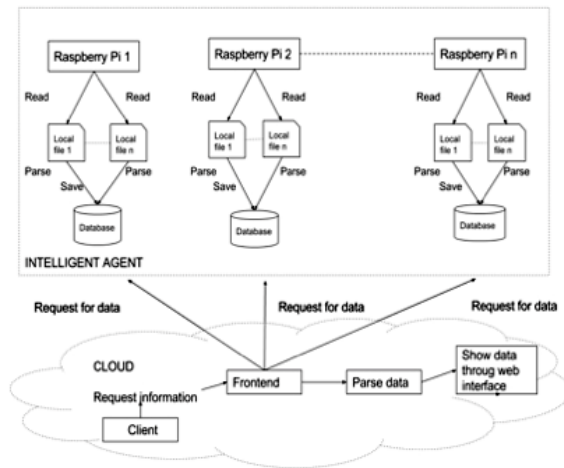 Raspberry Pi 1
Raspberry Pi 2
Raspberry Pi n
Read
Read
Read
Read
Read
Read
Local
file 1
Local
file n
Local
file 1
Local
file n
Local
file 1
Local
file n
Parse
Parse
Parse
Parse
Parse
Parse
Save
Save
Save
Database
Database
Database
INTELLIGENT AGENT
Request for data
Request for data
Request for data
CLOUD
Request information
Client
Frontend
Parse data
Show data
throug web
interface